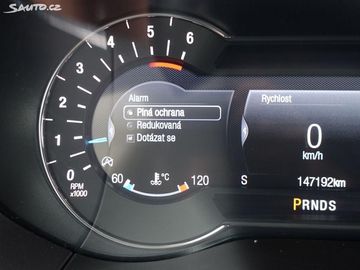 Sauto.cz
6
5
4
3
2
1
0
RPM
x1000
Alarm
Plná ochrana
Redukovaná
Dotázat se
60 °C 120
Rychlost
0
km/h
S 147192km
PRNDS